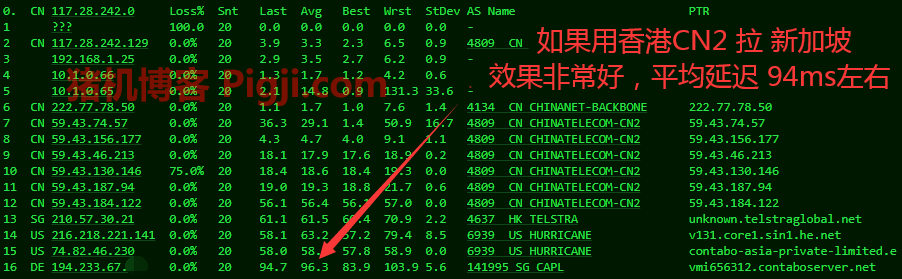 0. CN 117.28.242.0 Loss% Snt Last Avg Best Wrst StDev AS Name PTR
1 ??? 100.0 0.0 0.0 0.0 0.0 0.0 -
2 CN 117.28.242.129 0.0% 20 3.9 3.3 2.3 6.5 0.9 4809 CN
3 192.168.1.25 0.0% 20 2.9 3.5 2.7 6.2 0.9 -
4 10.1.0.66 0.0% 20 1.3 1.7 1.2 4.2 0.6 -
5 10.1.0.65 0.0% 20 2.1 14.8 0.9 131.3 33.6 -
6 CN 222.77.78.50 0.0% 20 1.1 1.7 1.0 7.6 1.4 4134 CN CHINANET-BACKBONE 222.77.78.50
7 CN 59.43.74.57 0.0% 20 36.3 29.1 1.4 50.9 16.7 4809 CN CHINATELECOM-CN2 59.43.74.57
8 CN 59.43.156.177 0.0% 20 4.3 4.7 4.0 9.1 1.1 4809 CN CHINATELECOM-CN2 59.43.156.177
9 CN 59.43.46.213 0.0% 20 18.1 17.9 17.6 18.9 0.2 4809 CN CHINATELECOM-CN2 59.43.46.213
10 CN 59.43.130.146 75.0% 20 18.4 18.6 18.4 19.3 0.0 4809 CN CHINATELECOM-CN2 59.43.130.146
11 CN 59.43.187.94 0.0% 20 19.0 19.3 18.8 21.7 0.6 4809 CN CHINATELECOM-CN2 59.43.187.94
12 CN 59.43.184.122 0.0% 20 56.1 56.4 56.1 57.0 0.0 4809 CN CHINATELECOM-CN2 59.43.184.122
13 SG 210.57.30.21 0.0% 20 61.1 61.5 70.9 2.2 4637 HK TELSTRA unknown.telstraglobal.net
14 US 216.218.221.141 0.0% 20 58.1 63.2 57.2 79.4 8.5 6939 US HURRICANE v131.core1.sin1.he.net
15 US 74.82.46.230 0.0% 20 58.0 57.8 58.9 0.0 6939 US HURRICANE contabo-asia-private-limited.e
16 DE 194.233.67. 0.0% 20 94.7 96.3 83.9 103.9 5.6 141995 SG CAPL vmi656312.contaboserver.net
如果用香港CN2 拉 新加坡
效果非常好，平均延迟 94ms左右
机博客 Pigji.com